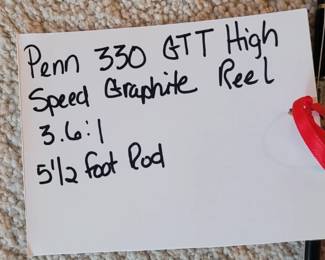 Penn 330 GTT High
Speed Graphite Reel
3.6:1
5 1/2 foot Rod